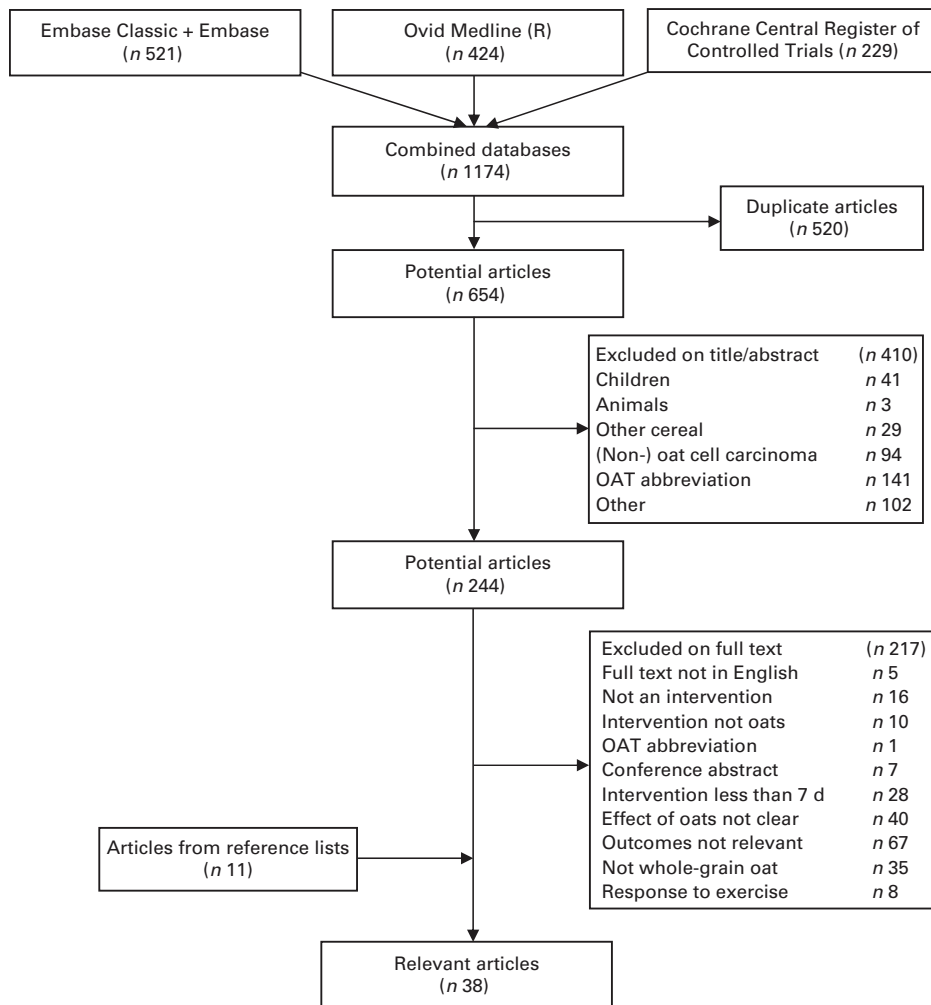 Embase Classic + Embase
(n 521)
Ovid Medline (R)
(n 424)
Cochrane Central Register of
Controlled Trials (n 229)
Combined databases
(n 1174)
Duplicate articles
(n 520)
Potential articles
(n 654)
Excluded on title/abstract (n 410)
Children n 41
Animals n 3
Other cereal n 29
(Non-) oat cell carcinoma n 94
OAT abbreviation n 141
Other n 102
Potential articles
(n 244)
Excluded on full text (n 217)
Full text not in English n 5
Not an intervention n 16
Intervention not oats n 10
OAT abbreviation n 1
Conference abstract n 7
Intervention less than 7 d n 28
Effect of oats not clear n 40
Outcomes not relevant n 67
Not whole-grain oat n 35
Response to exercise n 8
Articles from reference lists
(n 11)
Relevant articles
(n 38)